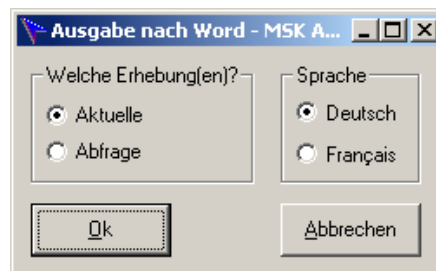 Ausgabe nach Word - MSK A...
Welche Erhebung(en)?
Sprache
Aktuelle
Deutsch
Abfrage
Français
Ok
Abbrechen